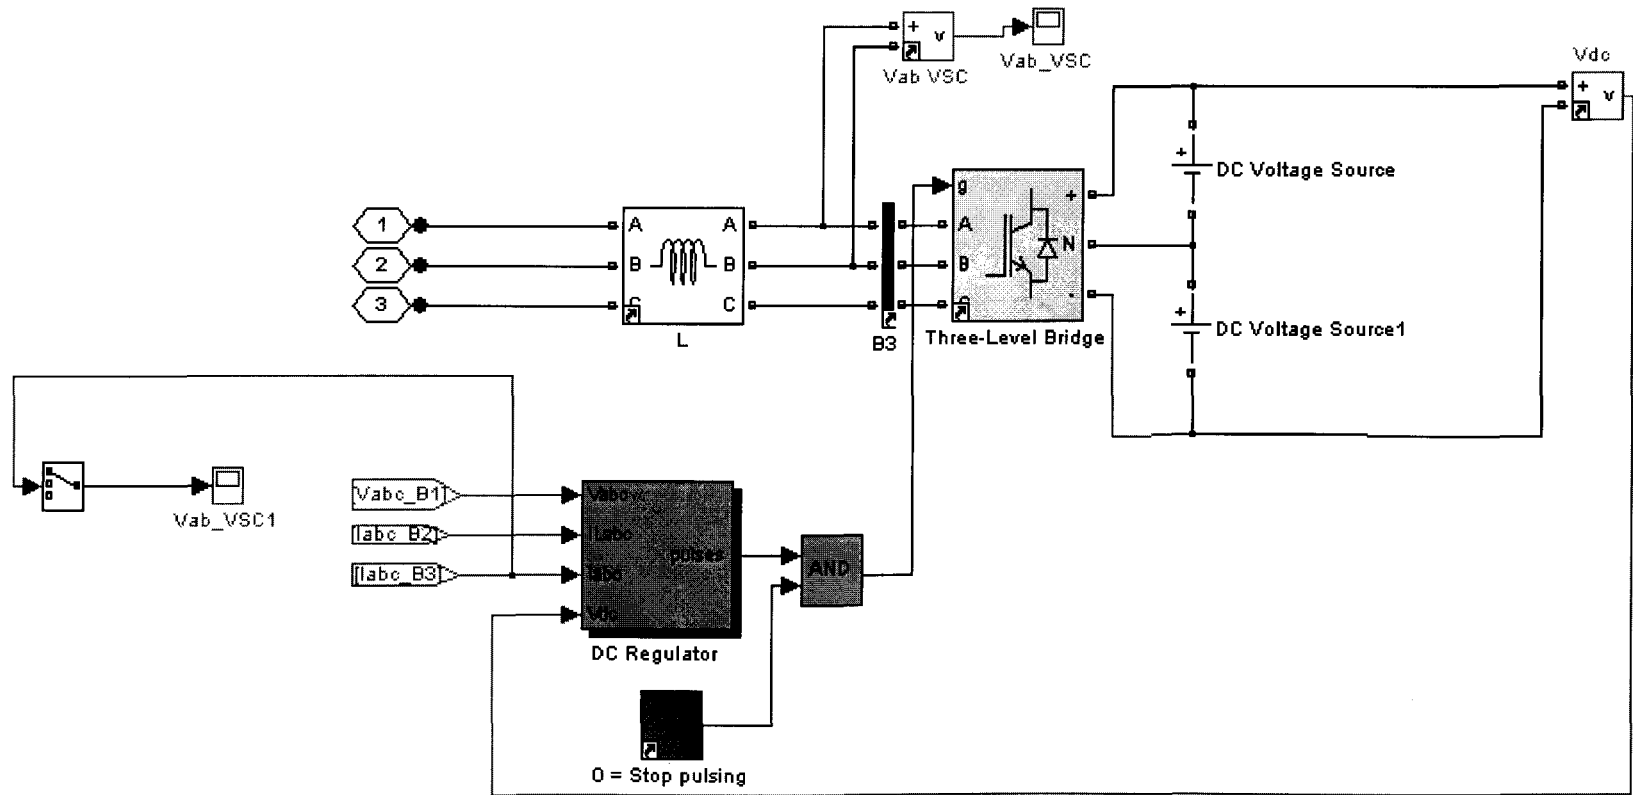 +
v
Vab VSC
Vab_VSC
Vdc
+
v
1
2
3
A
B
C
A
B
C
L
B3
g
A
B
C
+
N
-
Three-Level Bridge
+
DC Voltage Source
+
DC Voltage Source1
Vab_VSC1
[Vabc_B1]
[Iabc_B2]
[Iabc_B3]
Iabc
Vdc
pulses
DC Regulator
AND
0 = Stop pulsing